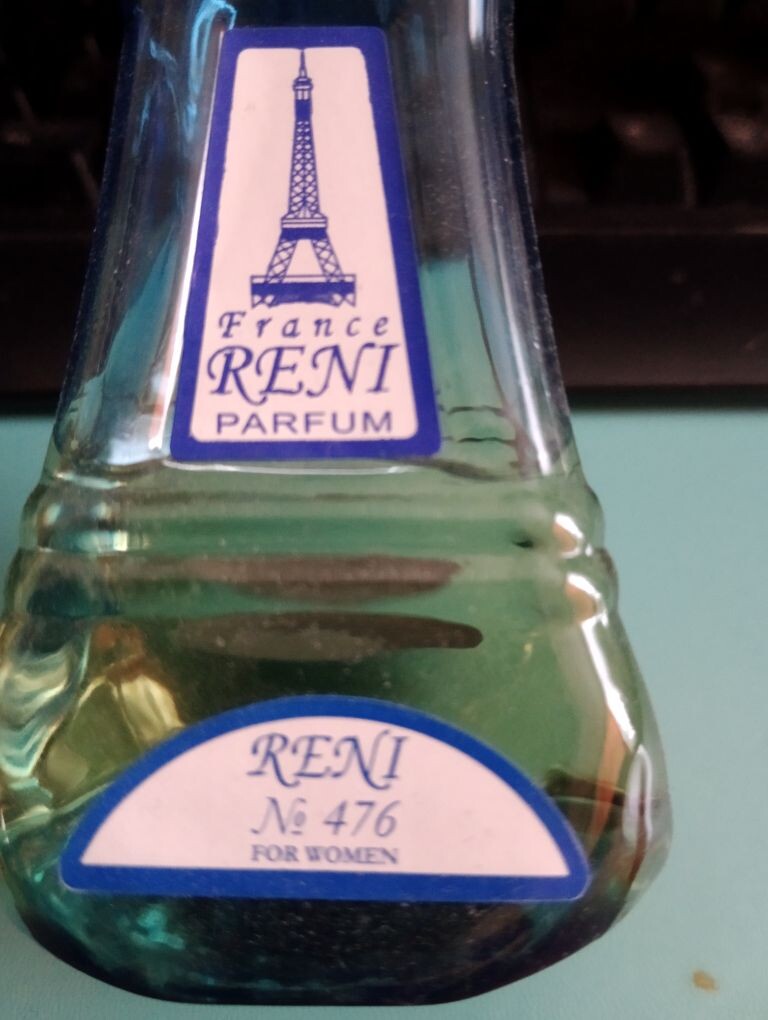 France
RENI
PARFUM
RENI
№ 476
FOR WOMEN